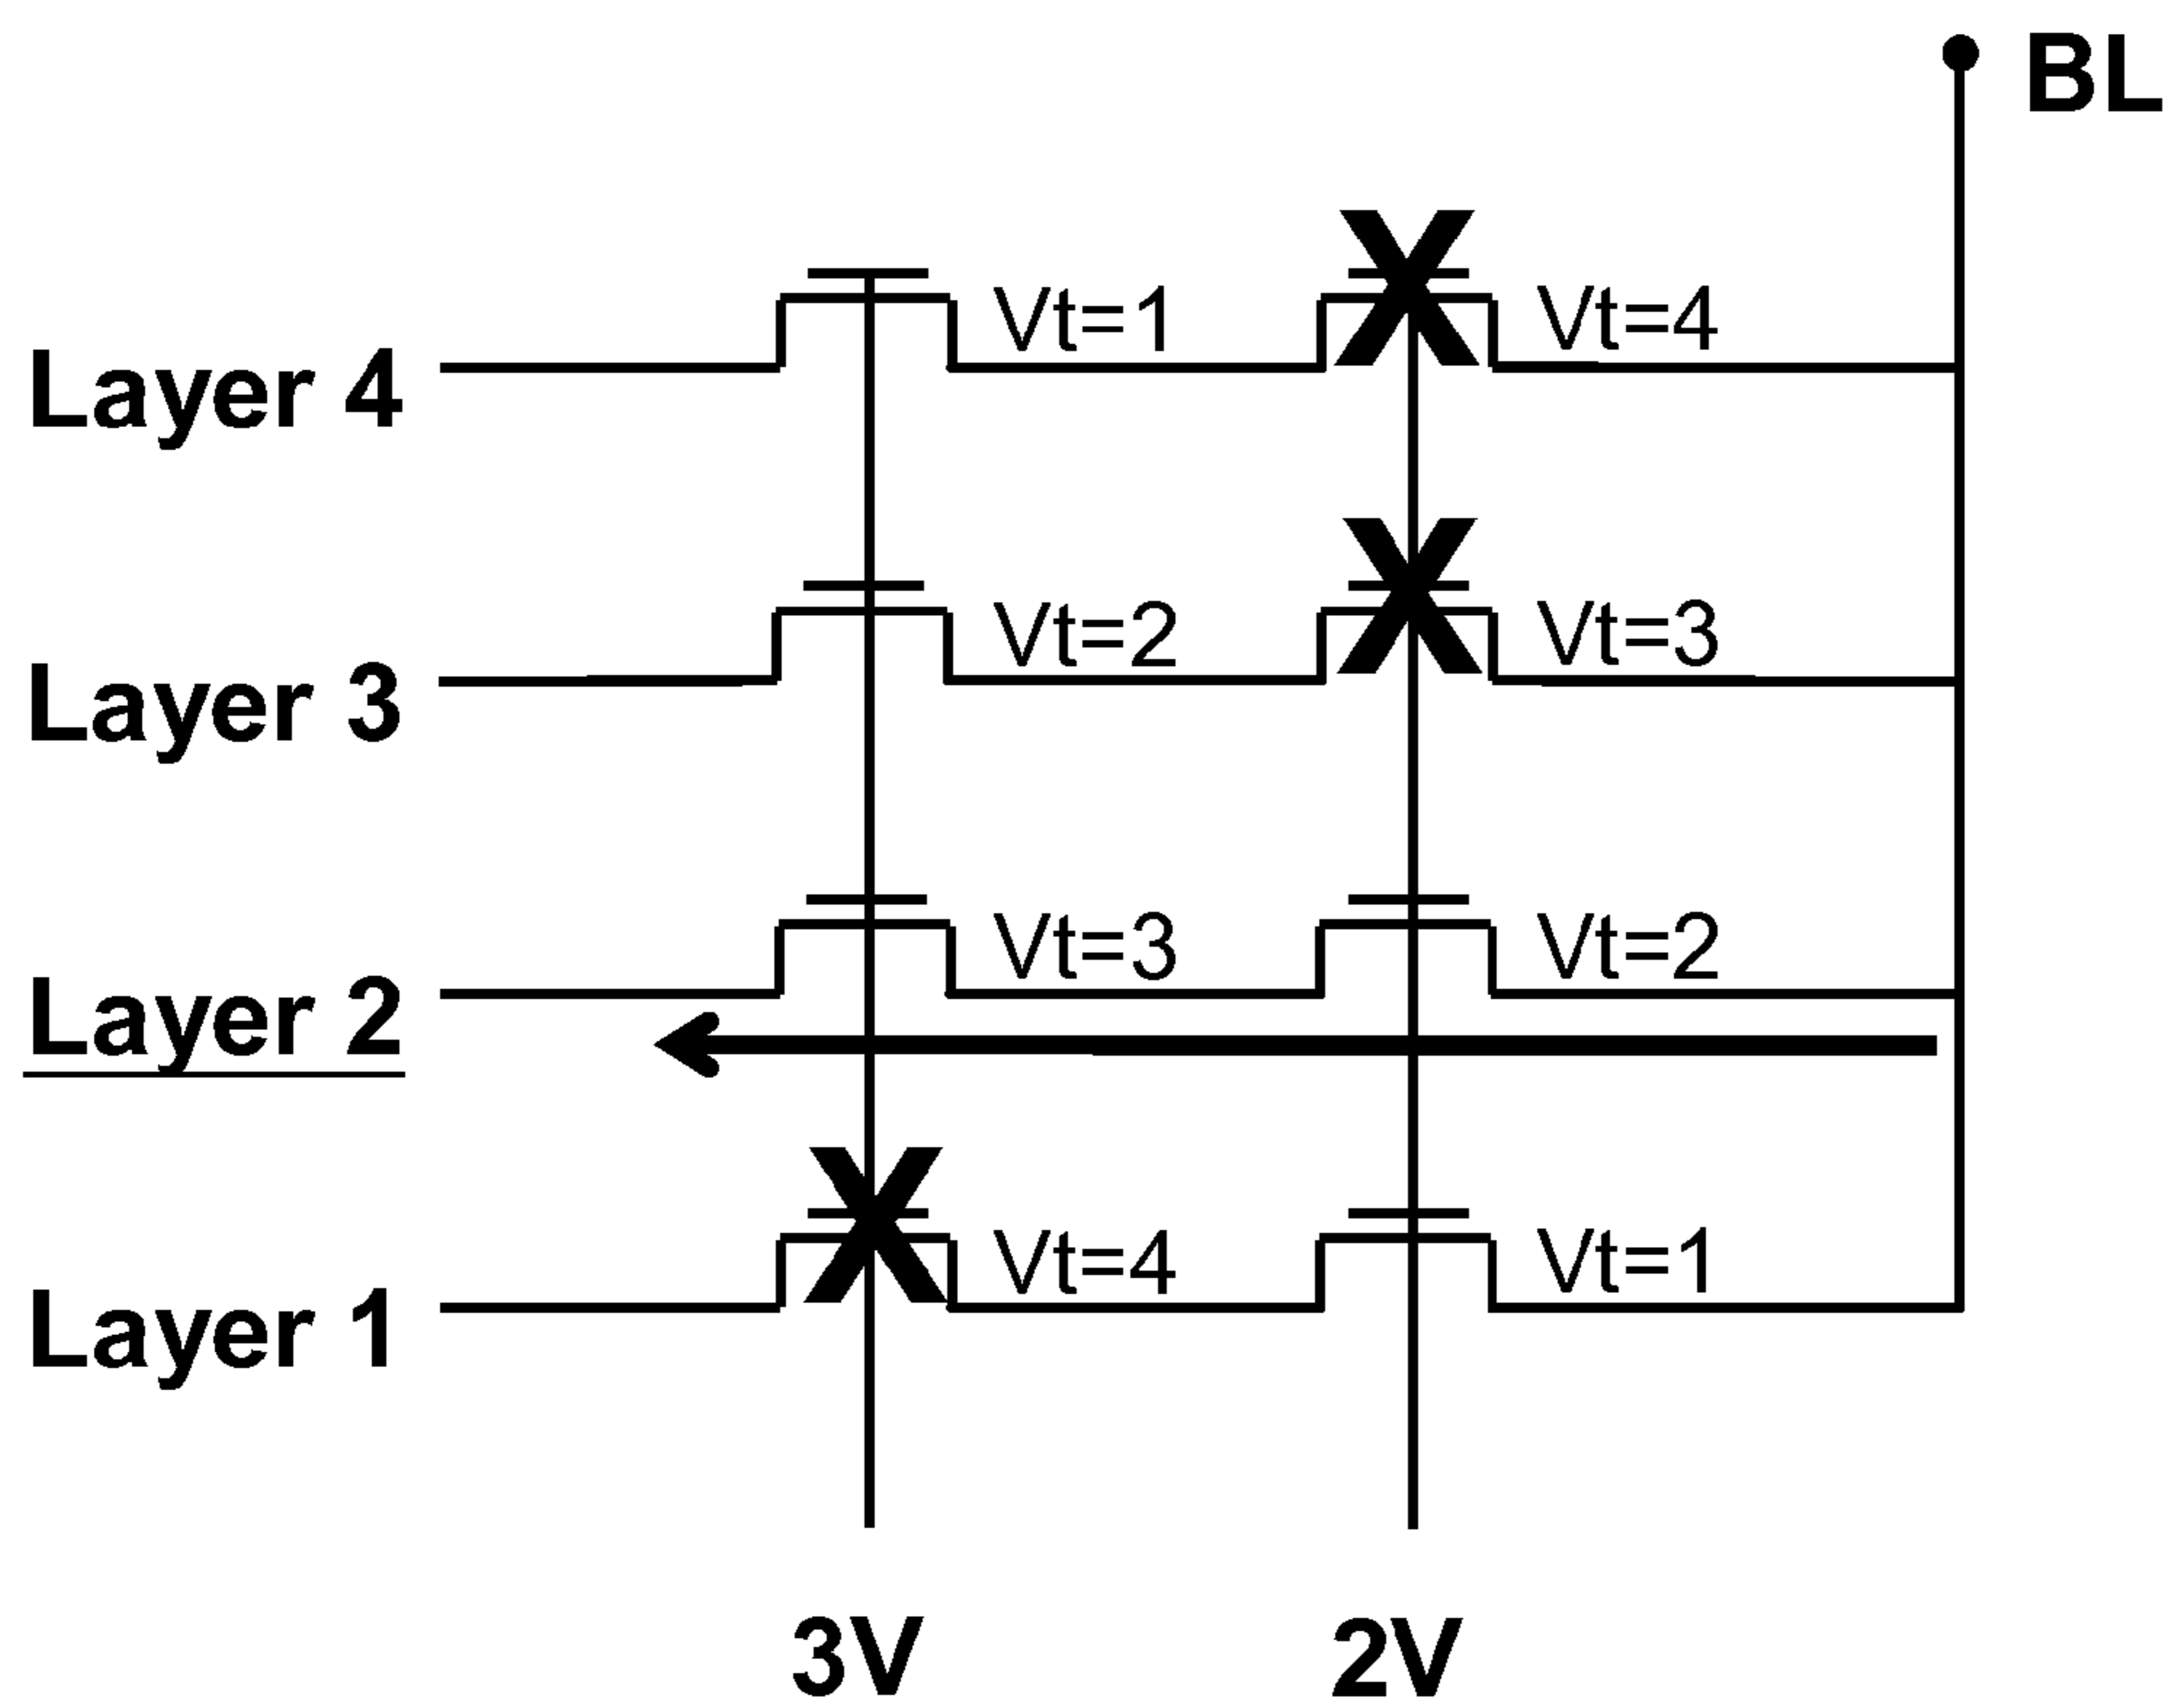 BL
Layer 4 Vt=1 Vt=4
Layer 3 Vt=2 Vt=3
Layer 2 Vt=3 Vt=2
Layer 1 Vt=4 Vt=1
3V 2V